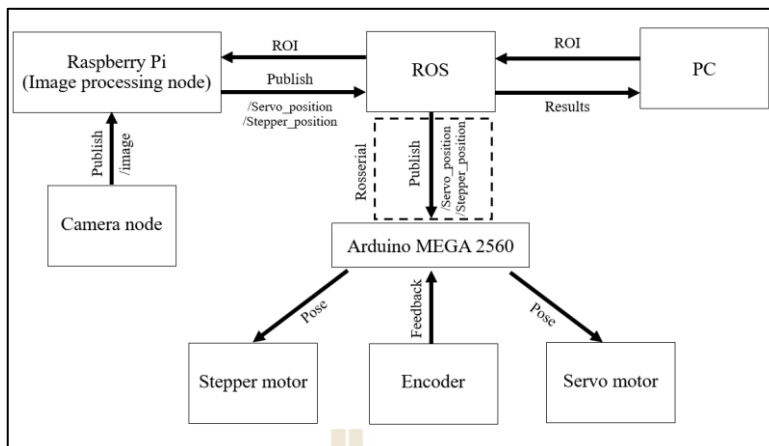 ROI
ROI
Raspberry Pi
(Image processing node)
ROS
PC
Publish
Results
/Servo_position
/Stepper_position
Publish
/image
Rosserial
Publish
/Servo_position
/Stepper_position
Camera node
Arduino MEGA 2560
Pose
Feedback
Pose
Stepper motor
Encoder
Servo motor